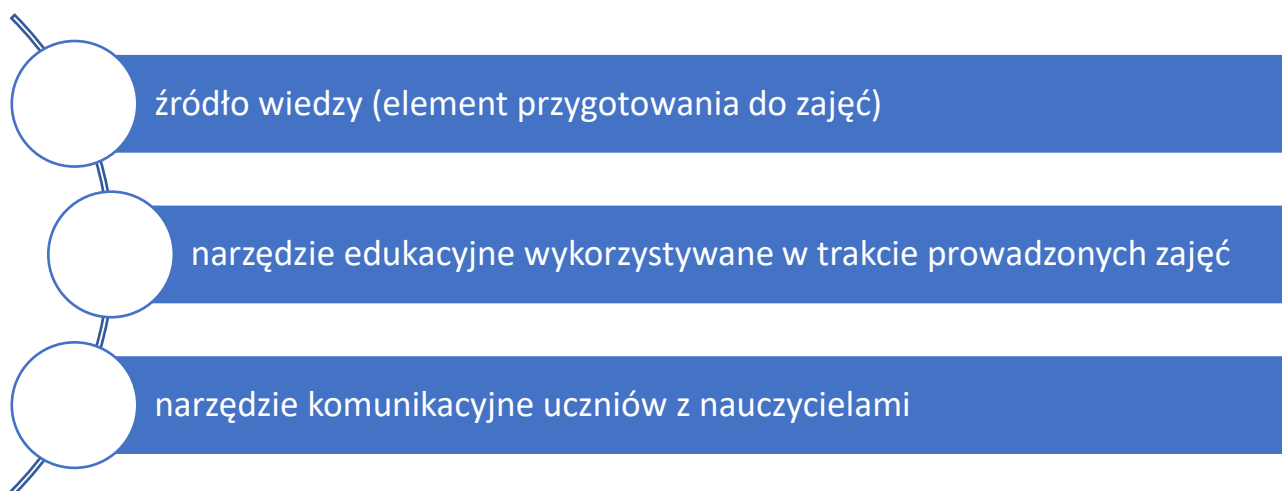 źródło wiedzy (element przygotowania do zajęć)
narzędzie edukacyjne wykorzystywane w trakcie prowadzonych zajęć
narzędzie komunikacyjne uczniów z nauczycielami